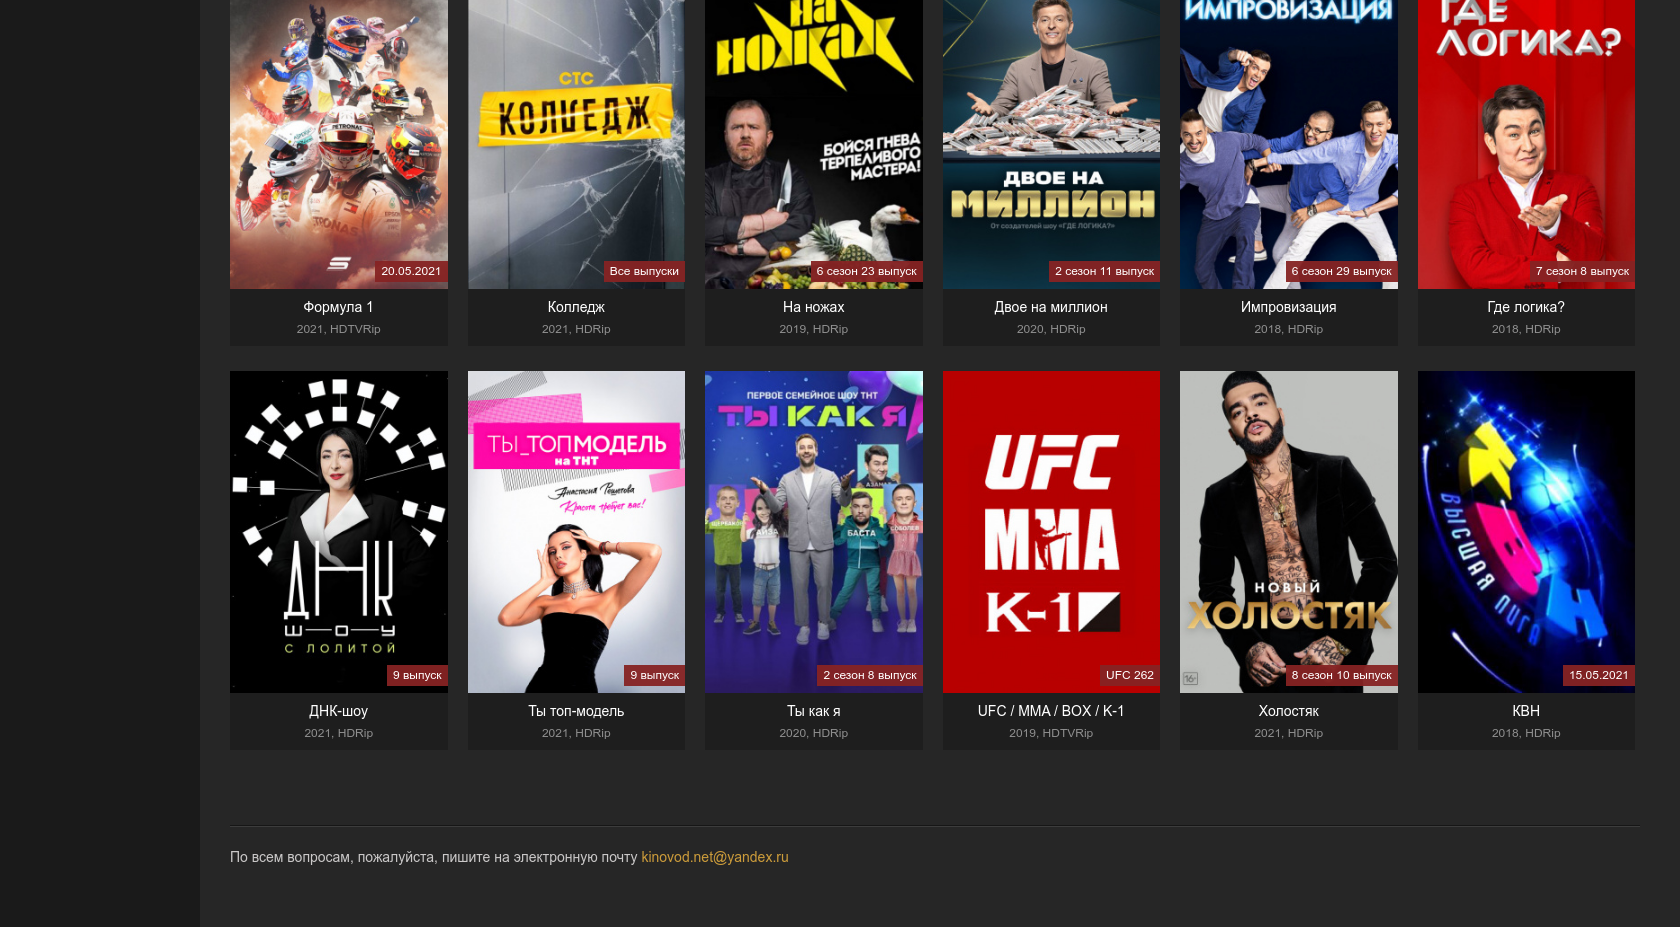 на
ножах
ИМПРОВИЗАЦИЯ
ГДЕ
ЛОГИКА?
СТС
КОЛЛЕДЖ
PETRONAS
БОЙСЯ ГНЕВА
ТЕРПЕЛИВОГО
МАСТЕРА!
ДВОЕ НА
МИЛЛИОН
От создателей шоу «ГДЕ ЛОГИКА?»
20.05.2021
Все выпуски
6 сезон 23 выпуск
2 сезон 11 выпуск
6 сезон 29 выпуск
7 сезон 8 выпуск
Формула 1
Колледж
На ножах
Двое на миллион
Импровизация
Где логика?
2021, HDTVRip
2021, HDRip
2019, HDRip
2020, HDRip
2018, HDRip
2018, HDRip
ДНК
ШОУ
С ЛОЛИТОЙ
ТЫ_ТОПМОДЕЛЬ
на ТНТ
Анастасия Решетова
Красота требует вас!
ПЕРВОЕ СЕМЕЙНОЕ ШОУ ТНТ
ТЫ КАК Я
АЗАМАТ
БАСТА
СОБОЛЕВ
UFC
MMA
K-1
НОВЫЙ
ХОЛОСТЯК
16+
КВН
ВЫСШАЯ ЛИГА
9 выпуск
9 выпуск
2 сезон 8 выпуск
UFC 262
8 сезон 10 выпуск
15.05.2021
ДНК-шоу
Ты топ-модель
Ты как я
UFC / MMA / BOX / K-1
Холостяк
КВН
2021, HDRip
2021, HDRip
2020, HDRip
2019, HDTVRip
2021, HDRip
2018, HDRip
По всем вопросам, пожалуйста, пишите на электронную почту kinovod.net@yandex.ru